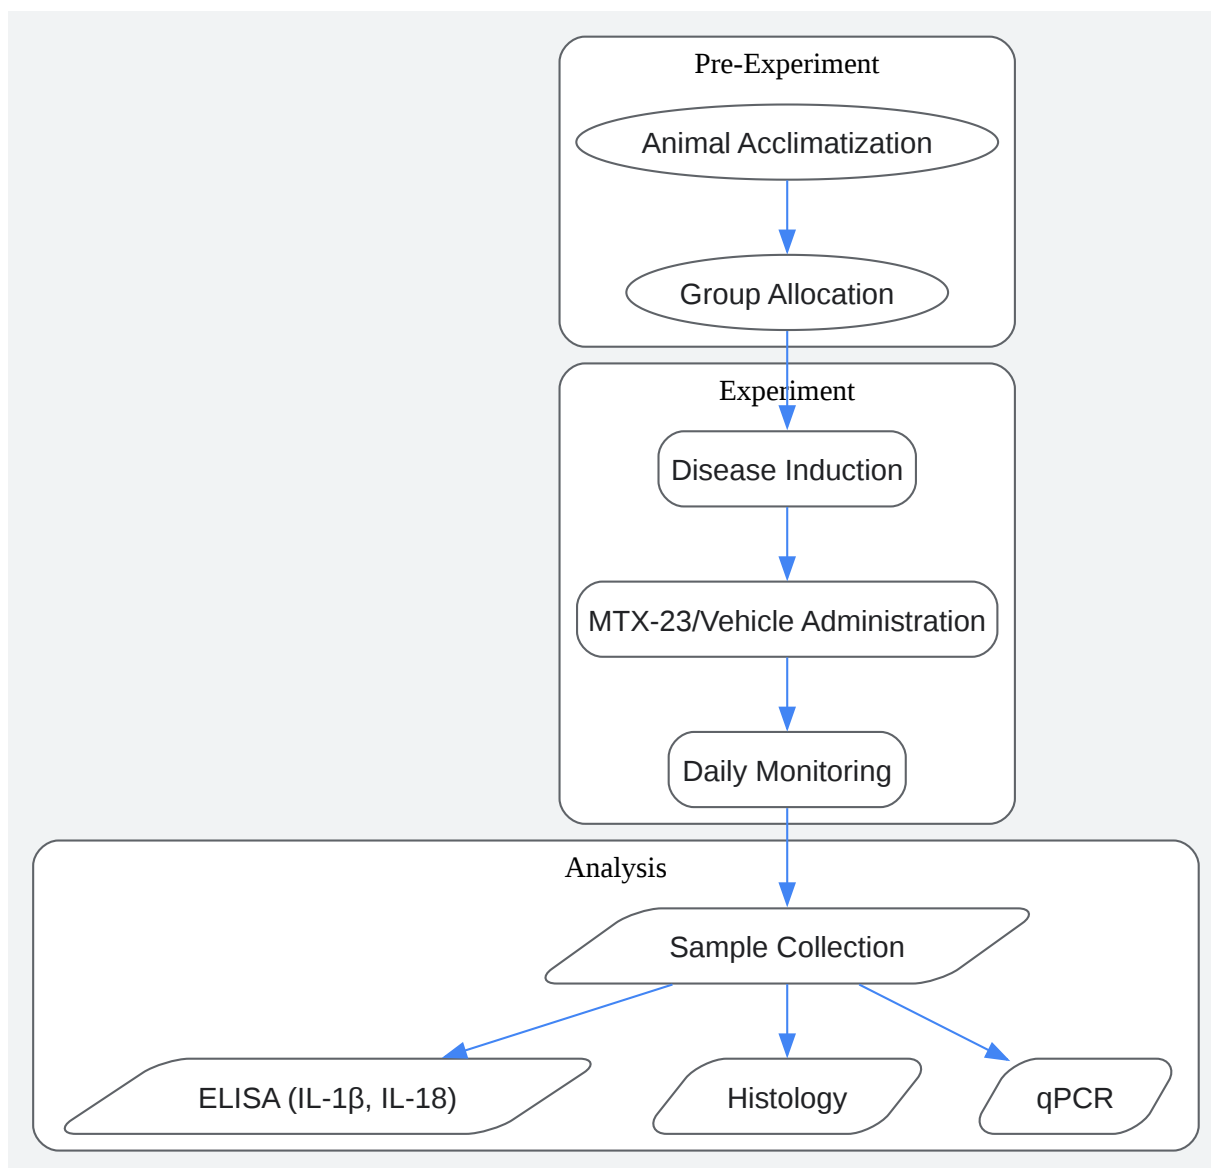 Pre-Experiment
Animal Acclimatization
Group Allocation
Experiment
Disease Induction
MTX-23/Vehicle Administration
Daily Monitoring
Analysis
Sample Collection
ELISA (IL-1β, IL-18)
Histology
qPCR